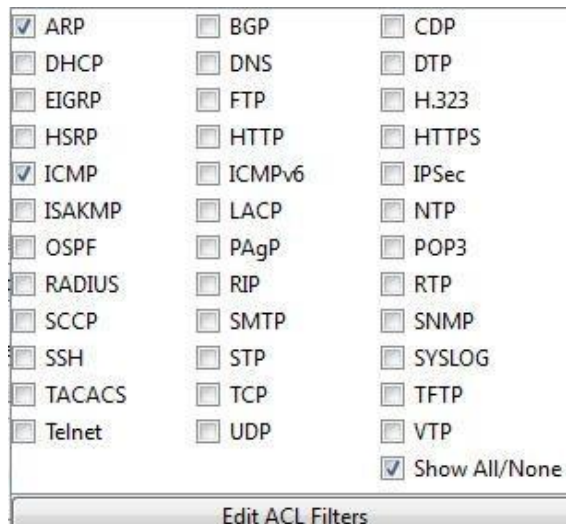 ARP BGP CDP
DHCP DNS DTP
EIGRP FTP H.323
HSRP HTTP HTTPS
ICMP ICMPv6 IPSec
ISAKMP LACP NTP
OSPF PAgP POP3
RADIUS RIP RTP
SCCP SMTP SNMP
SSH STP SYSLOG
TACACS TCP TFTP
Telnet UDP VTP
Show All/None
Edit ACL Filters